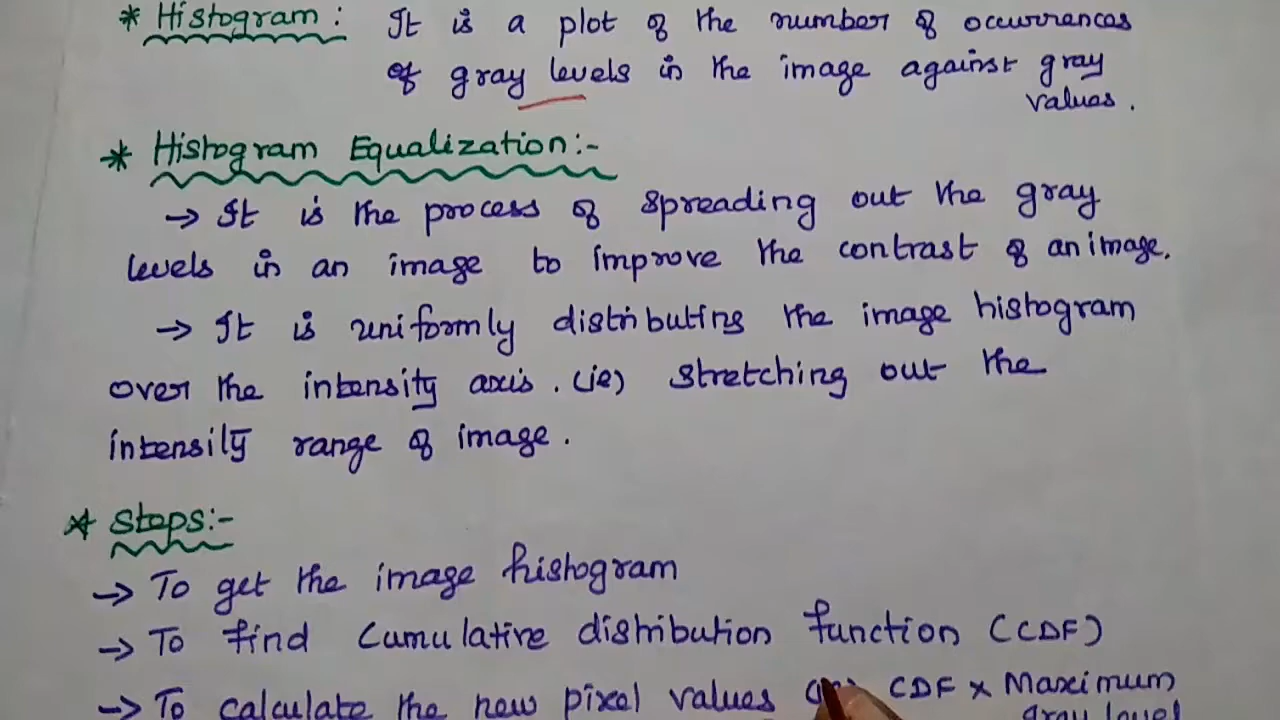 * Histogram: It is a plot of the number of occurrences
of gray levels in the image against gray
values.
* Histogram Equalization:-
→ It is the process of spreading out the gray
levels in an image to improve the contrast of an image.
→ It is uniformly distributing the image histogram
over the intensity axis. (ie) stretching out the
intensity range of image.
* Steps:-
→ To get the image histogram
→ To find Cumulative distribution function (CDF)
→ To calculate the new pixel values CDF x Maximum
gray level